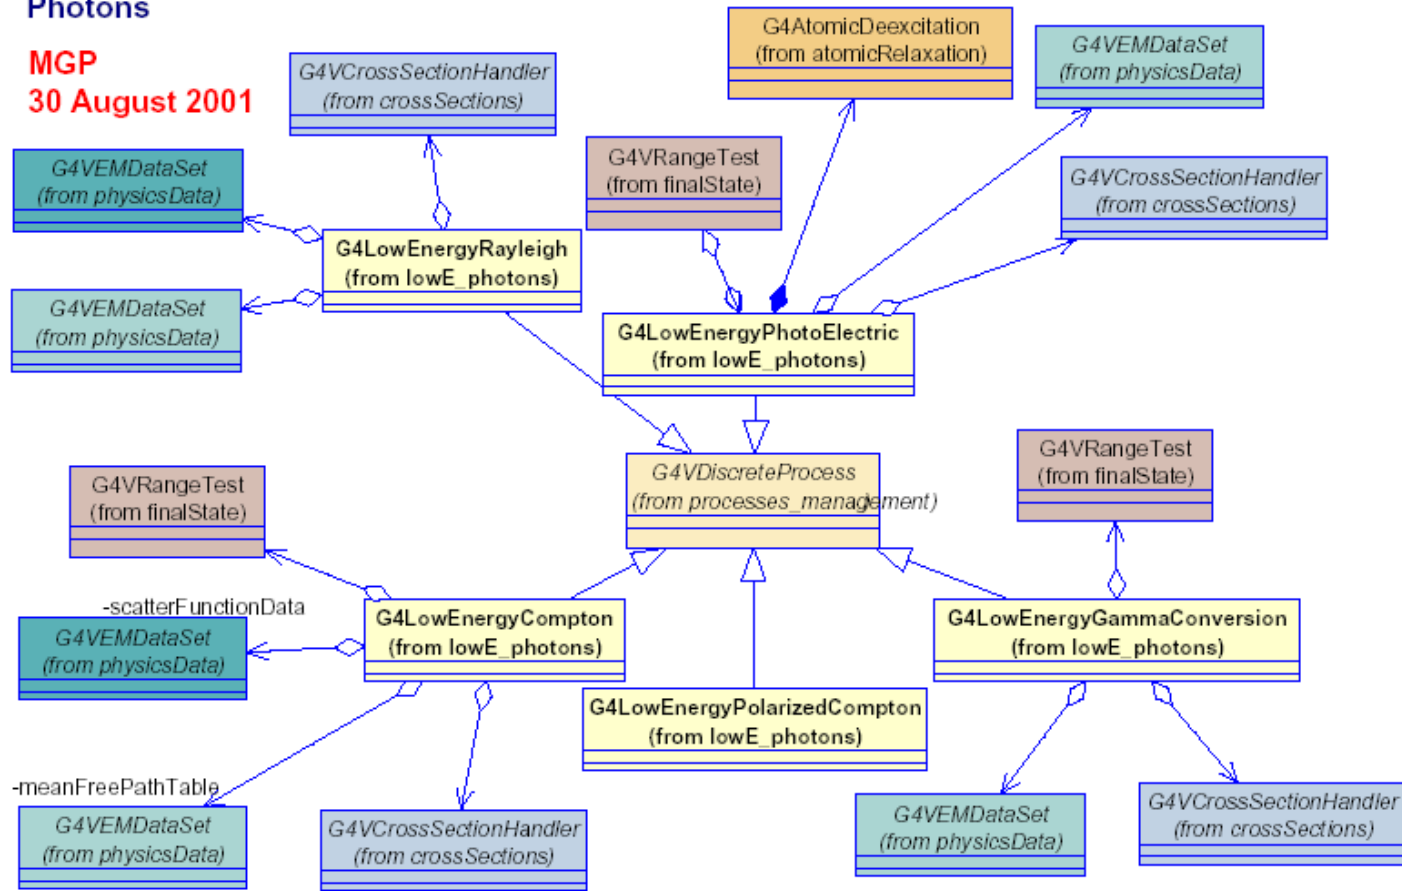 Photons
MGP
30 August 2001
G4VCrossSectionHandler
(from crossSections)
G4AtomicDeexcitation
(from atomicRelaxation)
G4VEMDataSet
(from physicsData)
G4VEMDataSet
(from physicsData)
G4VRangeTest
(from finalState)
G4VCrossSectionHandler
(from crossSections)
G4LowEnergyRayleigh
(from lowE_photons)
G4VEMDataSet
(from physicsData)
G4LowEnergyPhotoElectric
(from lowE_photons)
G4VRangeTest
(from finalState)
G4VDiscreteProcess
(from processes_management)
G4VRangeTest
(from finalState)
-scatterFunctionData
G4VEMDataSet
(from physicsData)
G4LowEnergyCompton
(from lowE_photons)
G4LowEnergyGammaConversion
(from lowE_photons)
G4LowEnergyPolarizedCompton
(from lowE_photons)
-meanFreePathTable
G4VEMDataSet
(from physicsData)
G4VCrossSectionHandler
(from crossSections)
G4VEMDataSet
(from physicsData)
G4VCrossSectionHandler
(from crossSections)